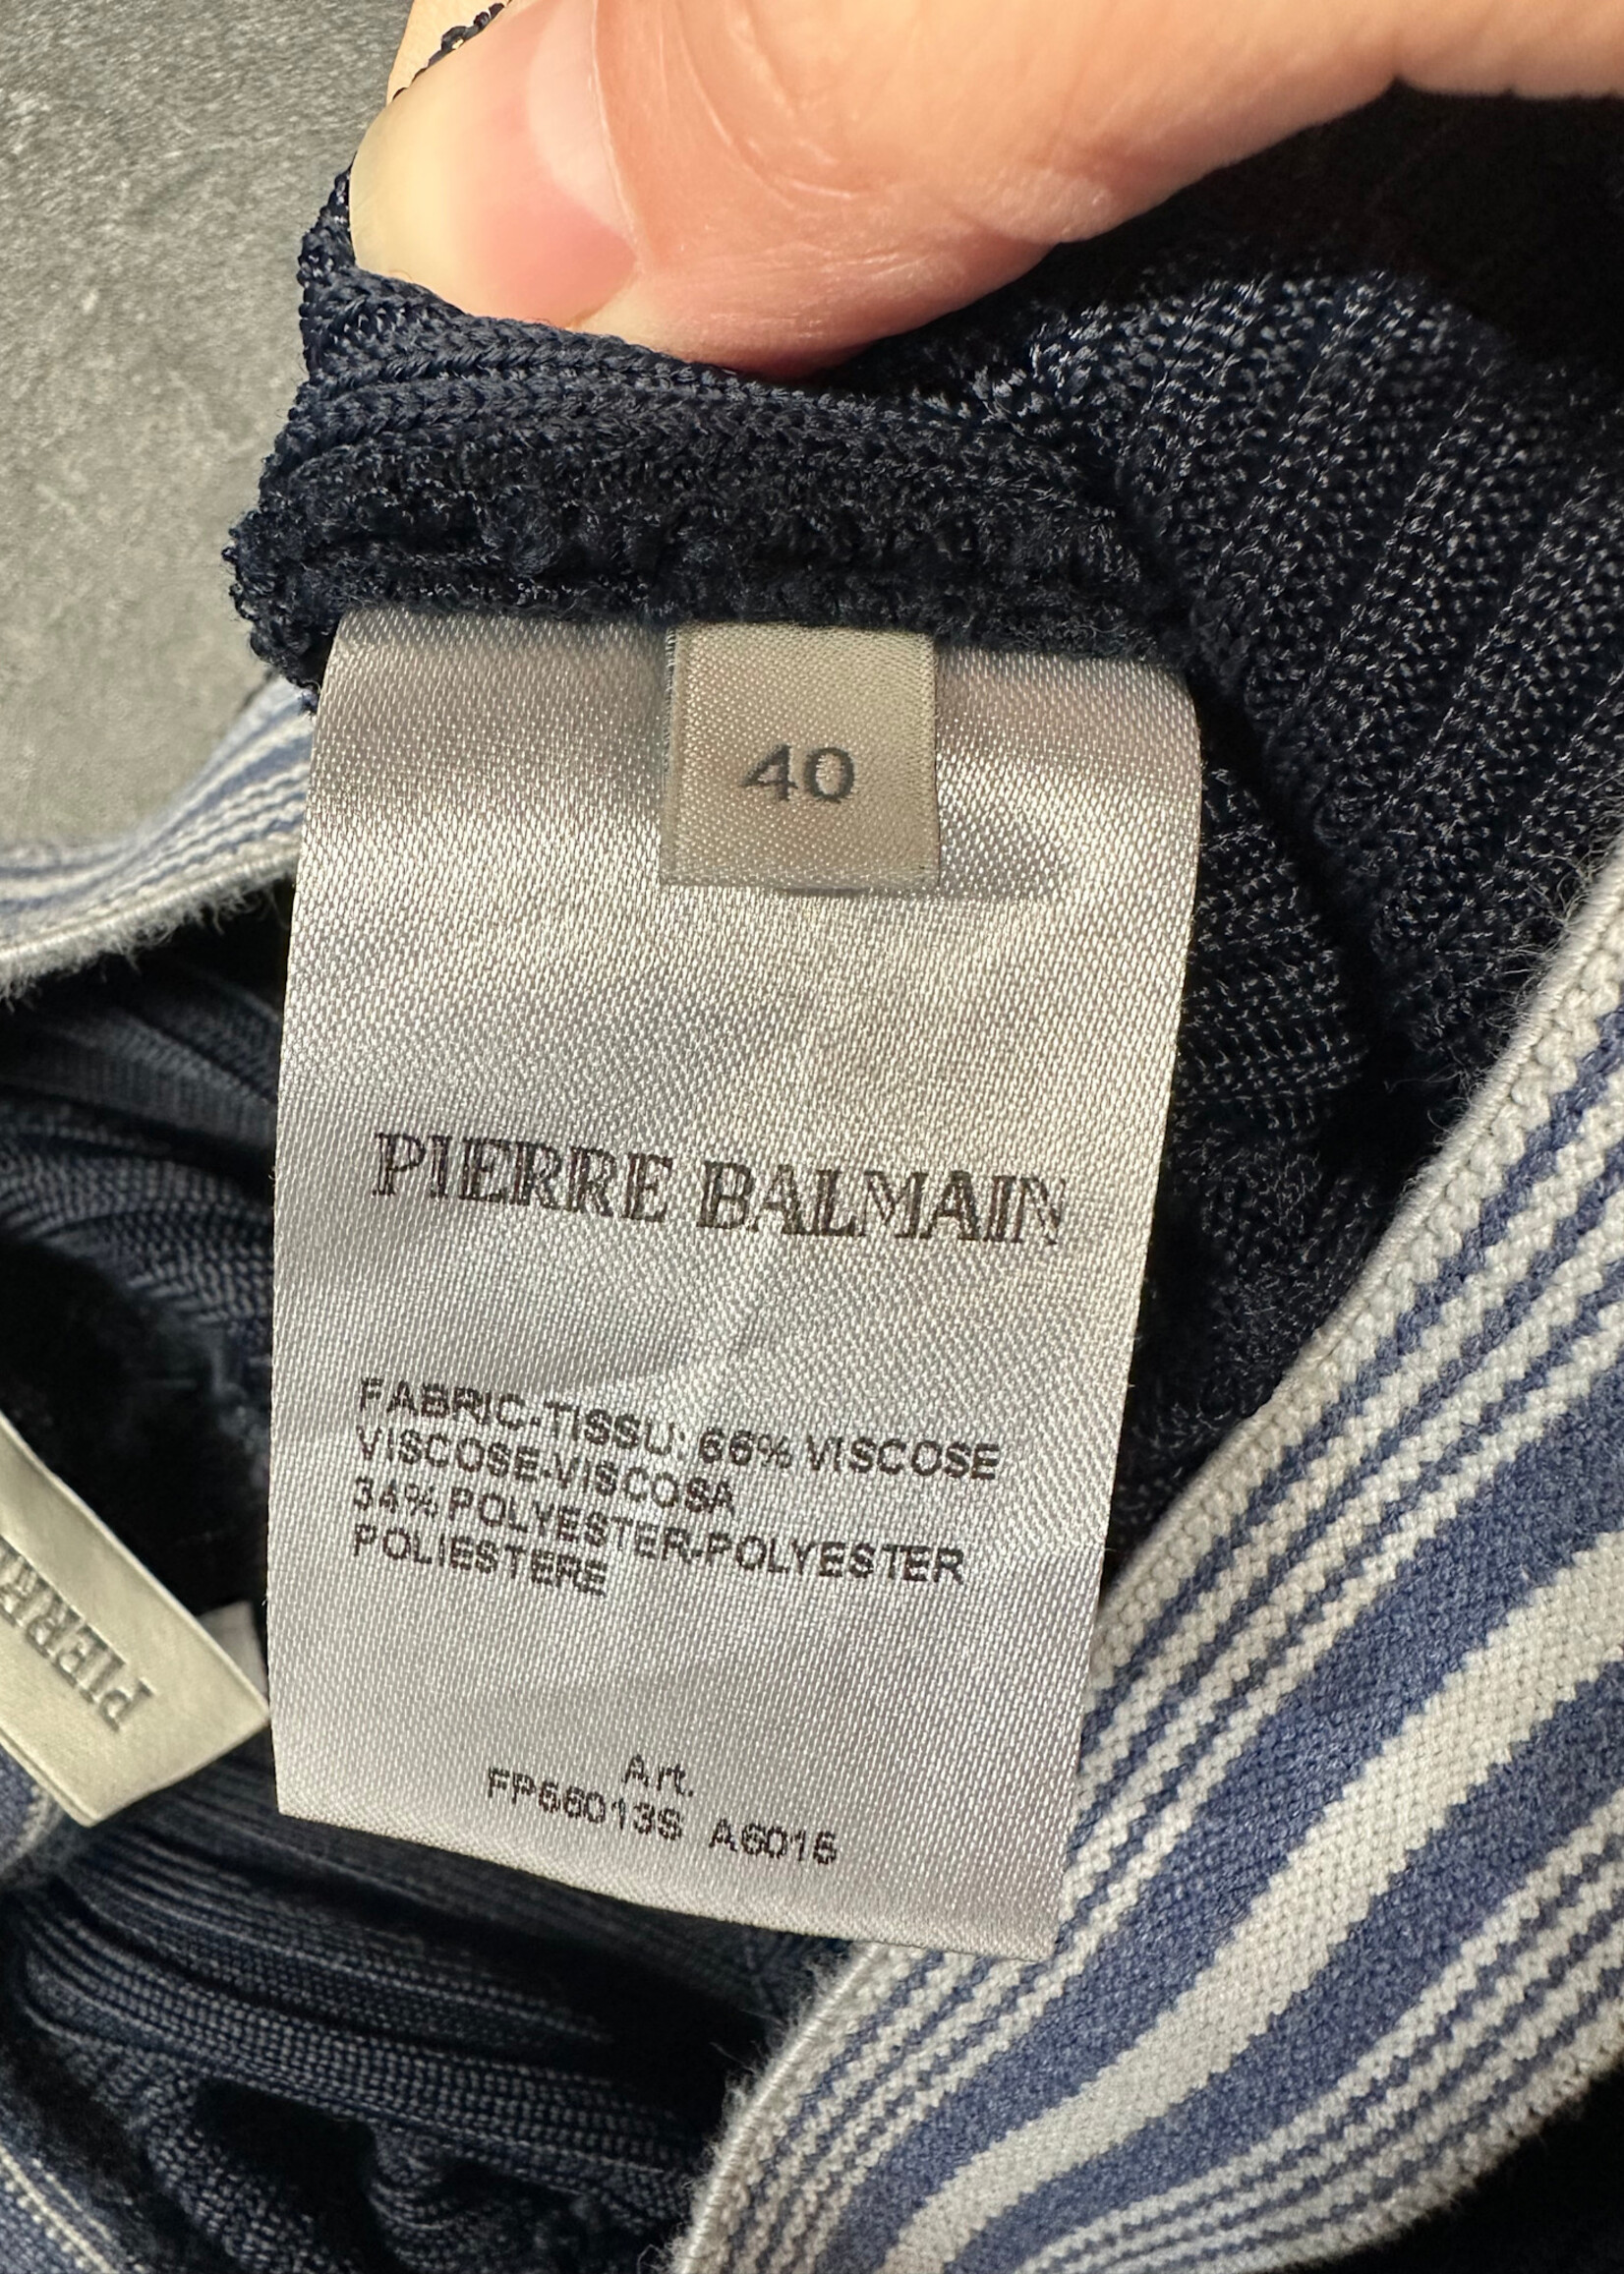 40
PIERRE BALMAIN
FABRIC-TISSU: 66% VISCOSE
VISCOSE-VISCOSA
34% POLYESTER-POLYESTER
POLIESTERE
Art.
FP66013S A6015